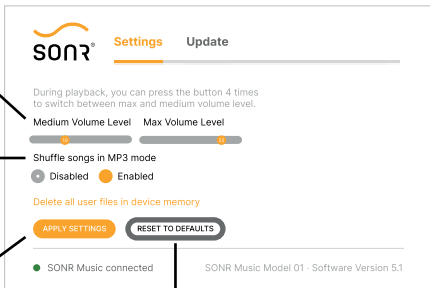 SONR®
Settings
Update
During playback, you can press the button 4 times
to switch between max and medium volume level.
Medium Volume Level
Max Volume Level
Shuffle songs in MP3 mode
Disabled
Enabled
Delete all user files in device memory
APPLY SETTINGS
RESET TO DEFAULTS
SONR Music connected
SONR Music Model 01 · Software Version 5.1